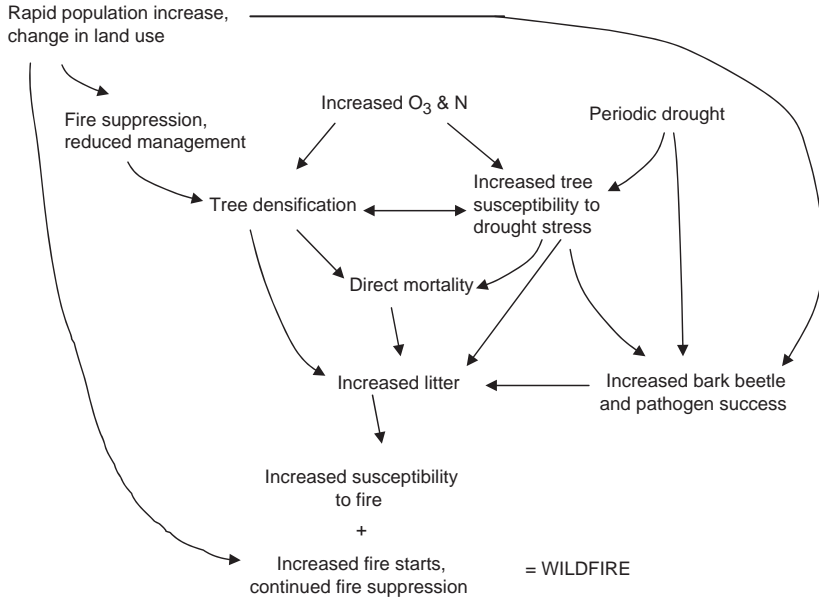 Rapid population increase,
change in land use
Increased O3 & N
Periodic drought
Fire suppression,
reduced management
Increased tree
susceptibility to
drought stress
Tree densification
Direct mortality
Increased litter
Increased bark beetle
and pathogen success
Increased susceptibility
to fire
+
Increased fire starts,
continued fire suppression
= WILDFIRE